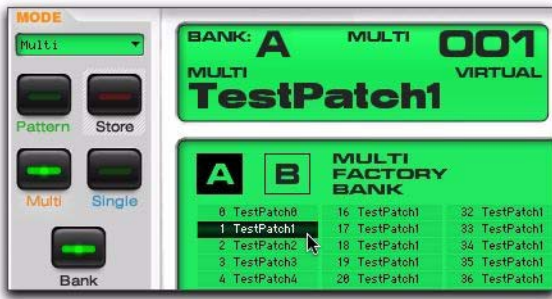 MODE
Multi
Pattern
Store
Multi
Single
Bank
BANK: A MULTI 001
MULTI VIRTUAL
TestPatch1
A B MULTI
FACTORY
BANK
0 TestPatch0 16 TestPatch1 32 TestPatch1
1 TestPatch1 17 TestPatch1 33 TestPatch1
2 TestPatch2 18 TestPatch1 34 TestPatch1
3 TestPatch3 19 TestPatch1 35 TestPatch1
4 TestPatch4 20 TestPatch1 36 TestPatch1